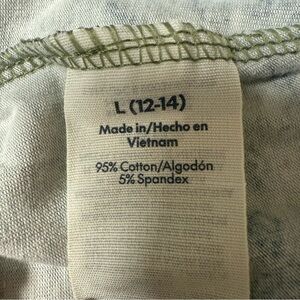 L (12-14)
Made in/Hecho en
Vietnam
95% Cotton/Algodón
5% Spandex